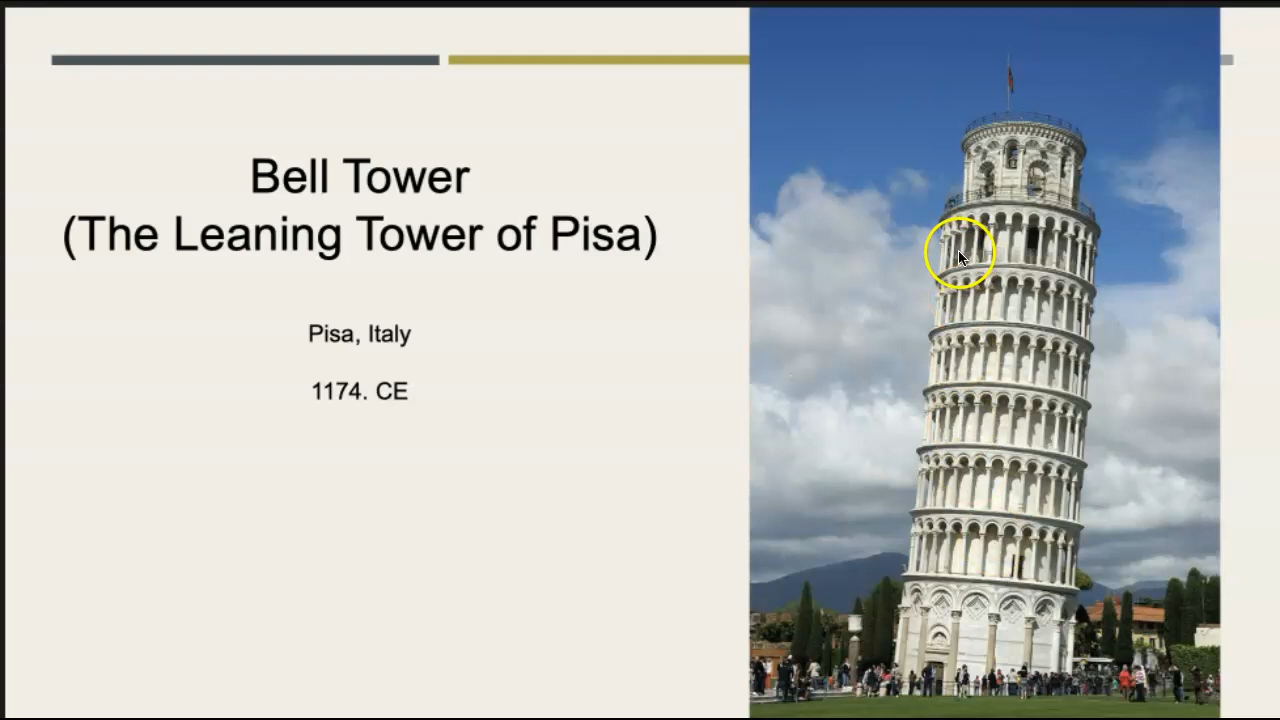 Bell Tower
(The Leaning Tower of Pisa)
Pisa, Italy
1174. CE